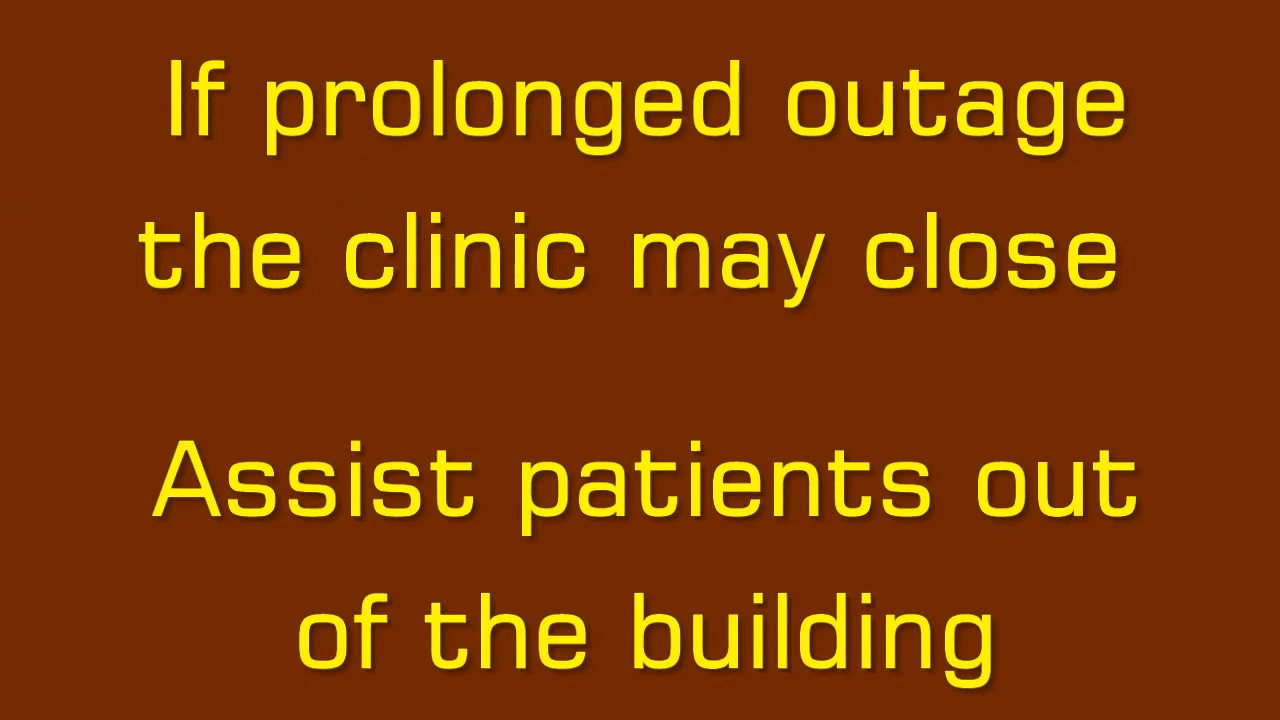 If prolonged outage
the clinic may close
Assist patients out
of the building